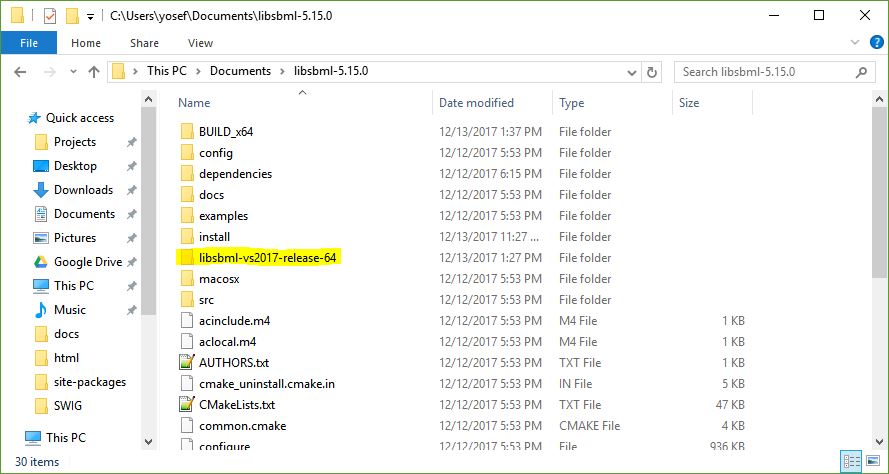 C:\Users\yosef\Documents\libsbml-5.15.0
File Home Share View
This PC Documents libsbml-5.15.0 Search libsbml-5.15.0
Name Date modified Type Size
Quick access
Projects
Desktop
Downloads
Documents
Pictures
Google Drive
This PC
Music
docs
html
site-packages
SWIG
This PC
BUILD_x64 12/13/2017 1:37 PM File folder
config 12/12/2017 5:53 PM File folder
dependencies 12/12/2017 6:15 PM File folder
docs 12/12/2017 5:53 PM File folder
examples 12/12/2017 5:53 PM File folder
install 12/13/2017 11:27 ... File folder
libsbml-vs2017-release-64 12/13/2017 1:27 PM File folder
macosx 12/12/2017 5:53 PM File folder
src 12/12/2017 5:53 PM File folder
acinclude.m4 12/12/2017 5:53 PM M4 File 1 KB
aclocal.m4 12/12/2017 5:53 PM M4 File 1 KB
AUTHORS.txt 12/12/2017 5:53 PM TXT File 1 KB
cmake_uninstall.cmake.in 12/12/2017 5:53 PM IN File 5 KB
CMakeLists.txt 12/12/2017 5:53 PM TXT File 47 KB
common.cmake 12/12/2017 5:53 PM CMAKE File 4 KB
configure 12/12/2017 5:53 PM File 936 KB
30 items